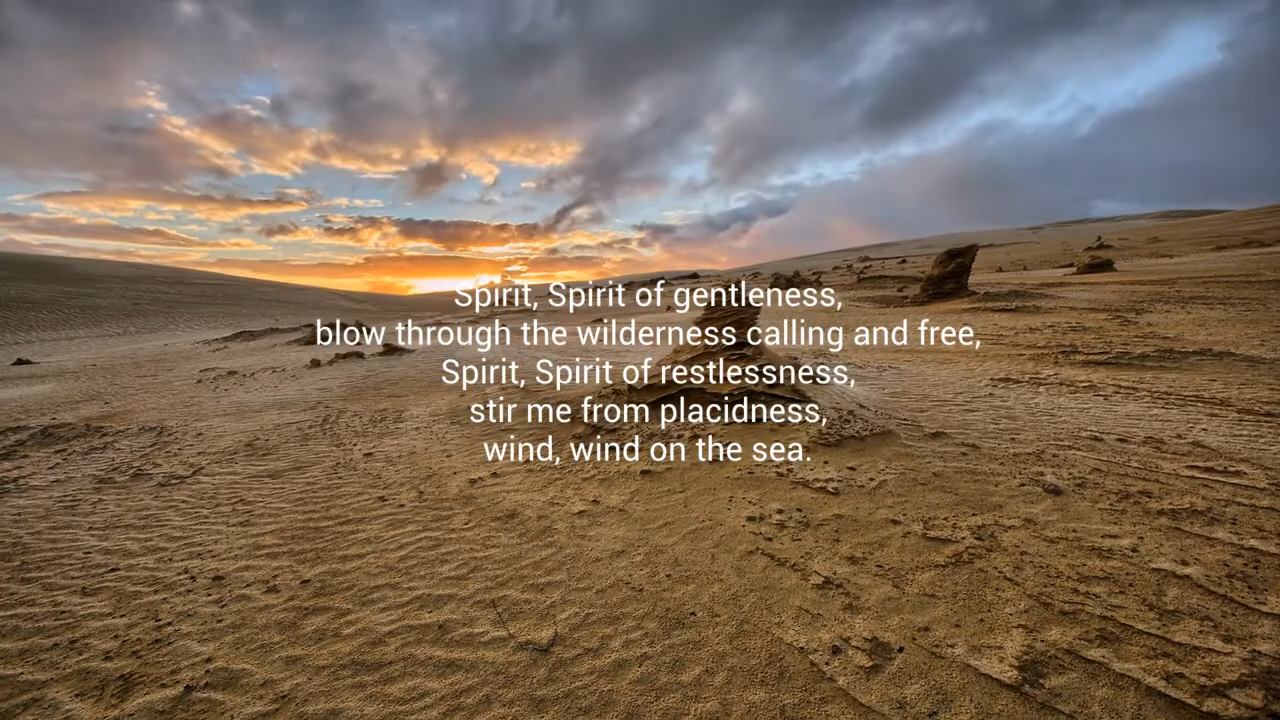 Spirit, Spirit of gentleness,
blow through the wilderness calling and free,
Spirit, Spirit of restlessness,
stir me from placidness,
wind, wind on the sea.